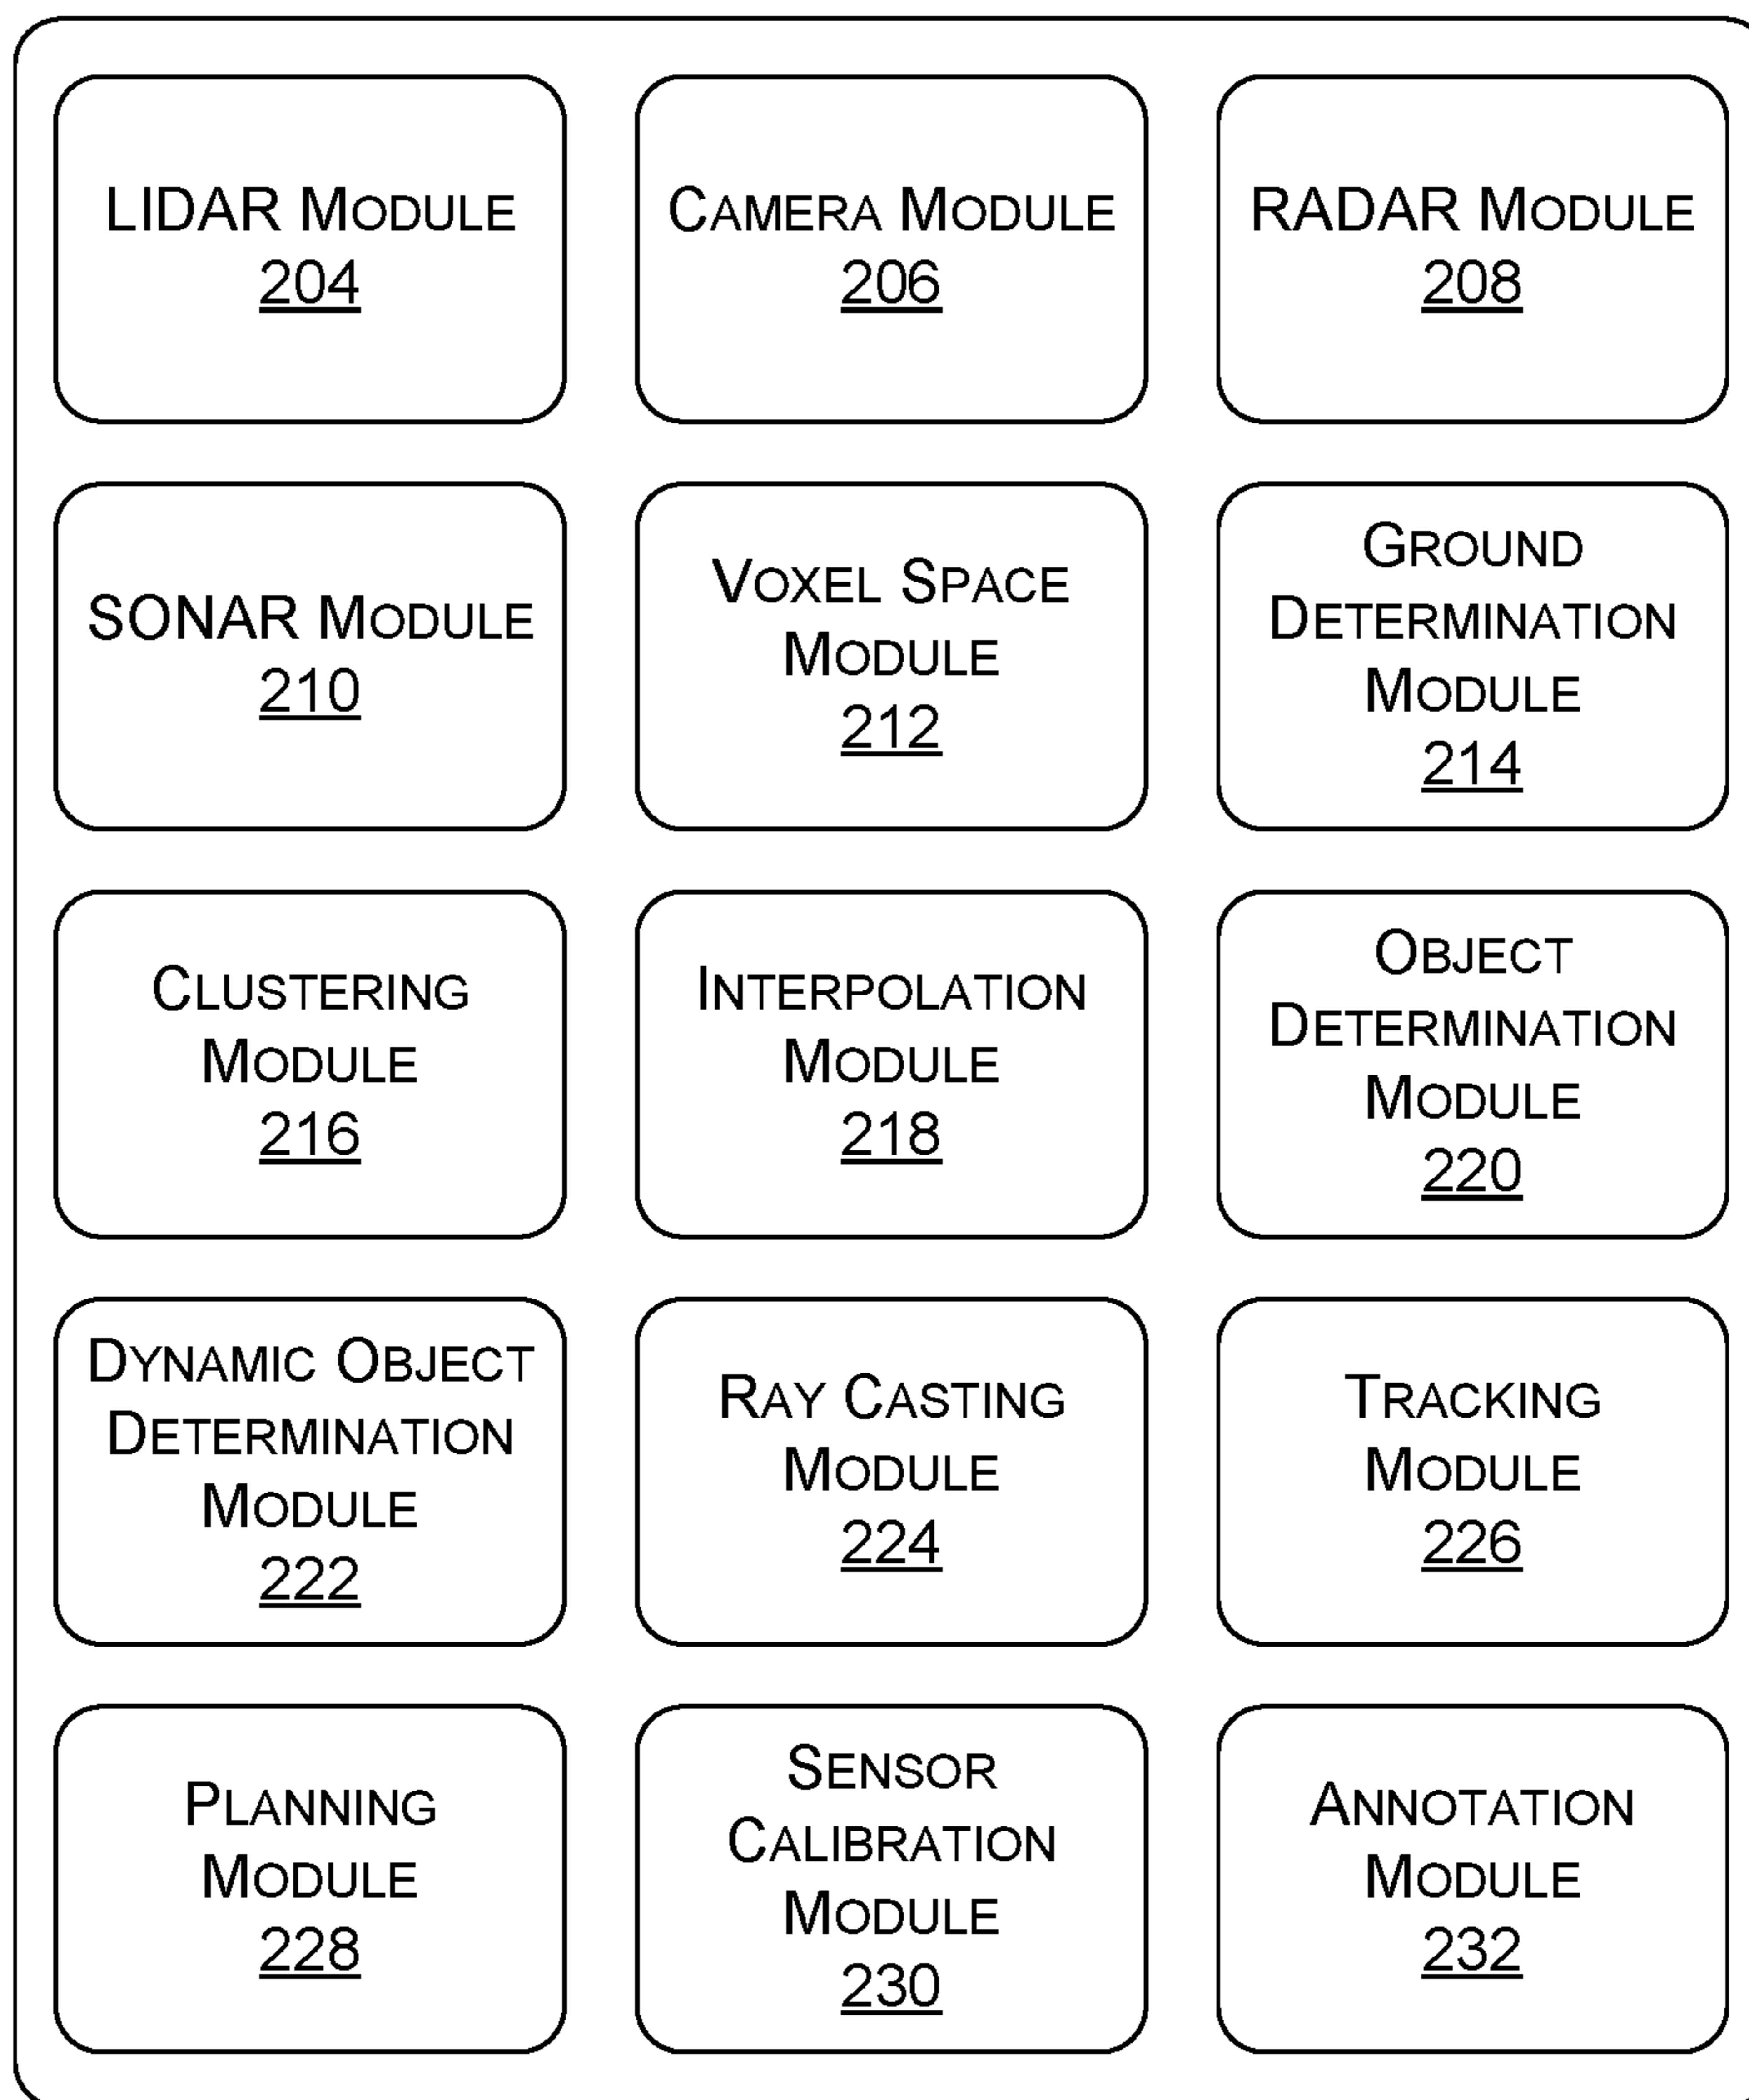 LIDAR MODULE
204
CAMERA MODULE
206
RADAR MODULE
208
SONAR MODULE
210
VOXEL SPACE
MODULE
212
GROUND
DETERMINATION
MODULE
214
CLUSTERING
MODULE
216
INTERPOLATION
MODULE
218
OBJECT
DETERMINATION
MODULE
220
DYNAMIC OBJECT
DETERMINATION
MODULE
222
RAY CASTING
MODULE
224
TRACKING
MODULE
226
PLANNING
MODULE
228
SENSOR
CALIBRATION
MODULE
230
ANNOTATION
MODULE
232